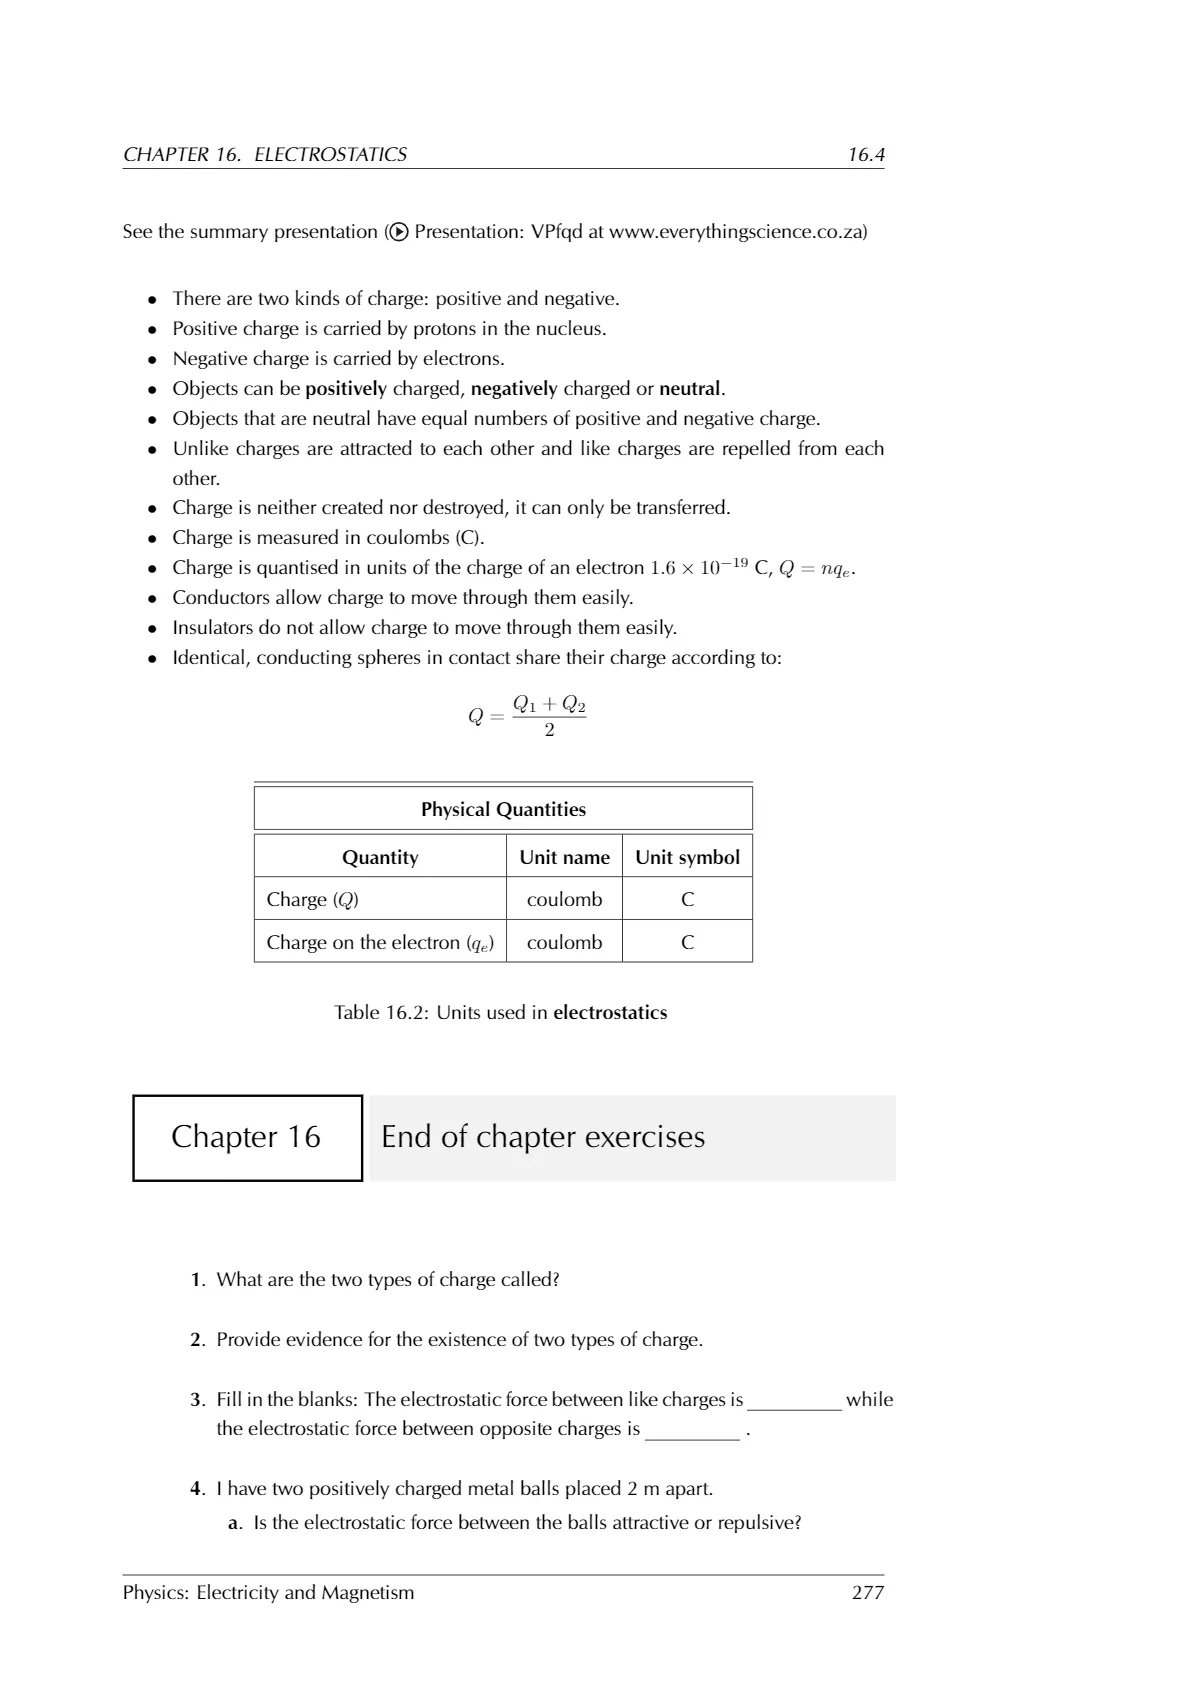 CHAPTER 16. ELECTROSTATICS 16.4
See the summary presentation (▶ Presentation: VPfqd at www.everythingscience.co.za)
• There are two kinds of charge: positive and negative.
• Positive charge is carried by protons in the nucleus.
• Negative charge is carried by electrons.
• Objects can be positively charged, negatively charged or neutral.
• Objects that are neutral have equal numbers of positive and negative charge.
• Unlike charges are attracted to each other and like charges are repelled from each
other.
• Charge is neither created nor destroyed, it can only be transferred.
• Charge is measured in coulombs (C).
• Charge is quantised in units of the charge of an electron 1.6 × 10⁻¹⁹ C, Q = nqₑ.
• Conductors allow charge to move through them easily.
• Insulators do not allow charge to move through them easily.
• Identical, conducting spheres in contact share their charge according to:
Q = (Q₁ + Q₂) / 2
Physical Quantities
Quantity Unit name Unit symbol
Charge (Q) coulomb C
Charge on the electron (qₑ) coulomb C
Table 16.2: Units used in electrostatics
Chapter 16 End of chapter exercises
1. What are the two types of charge called?
2. Provide evidence for the existence of two types of charge.
3. Fill in the blanks: The electrostatic force between like charges is _________ while
the electrostatic force between opposite charges is _________ .
4. I have two positively charged metal balls placed 2 m apart.
a. Is the electrostatic force between the balls attractive or repulsive?
Physics: Electricity and Magnetism 277